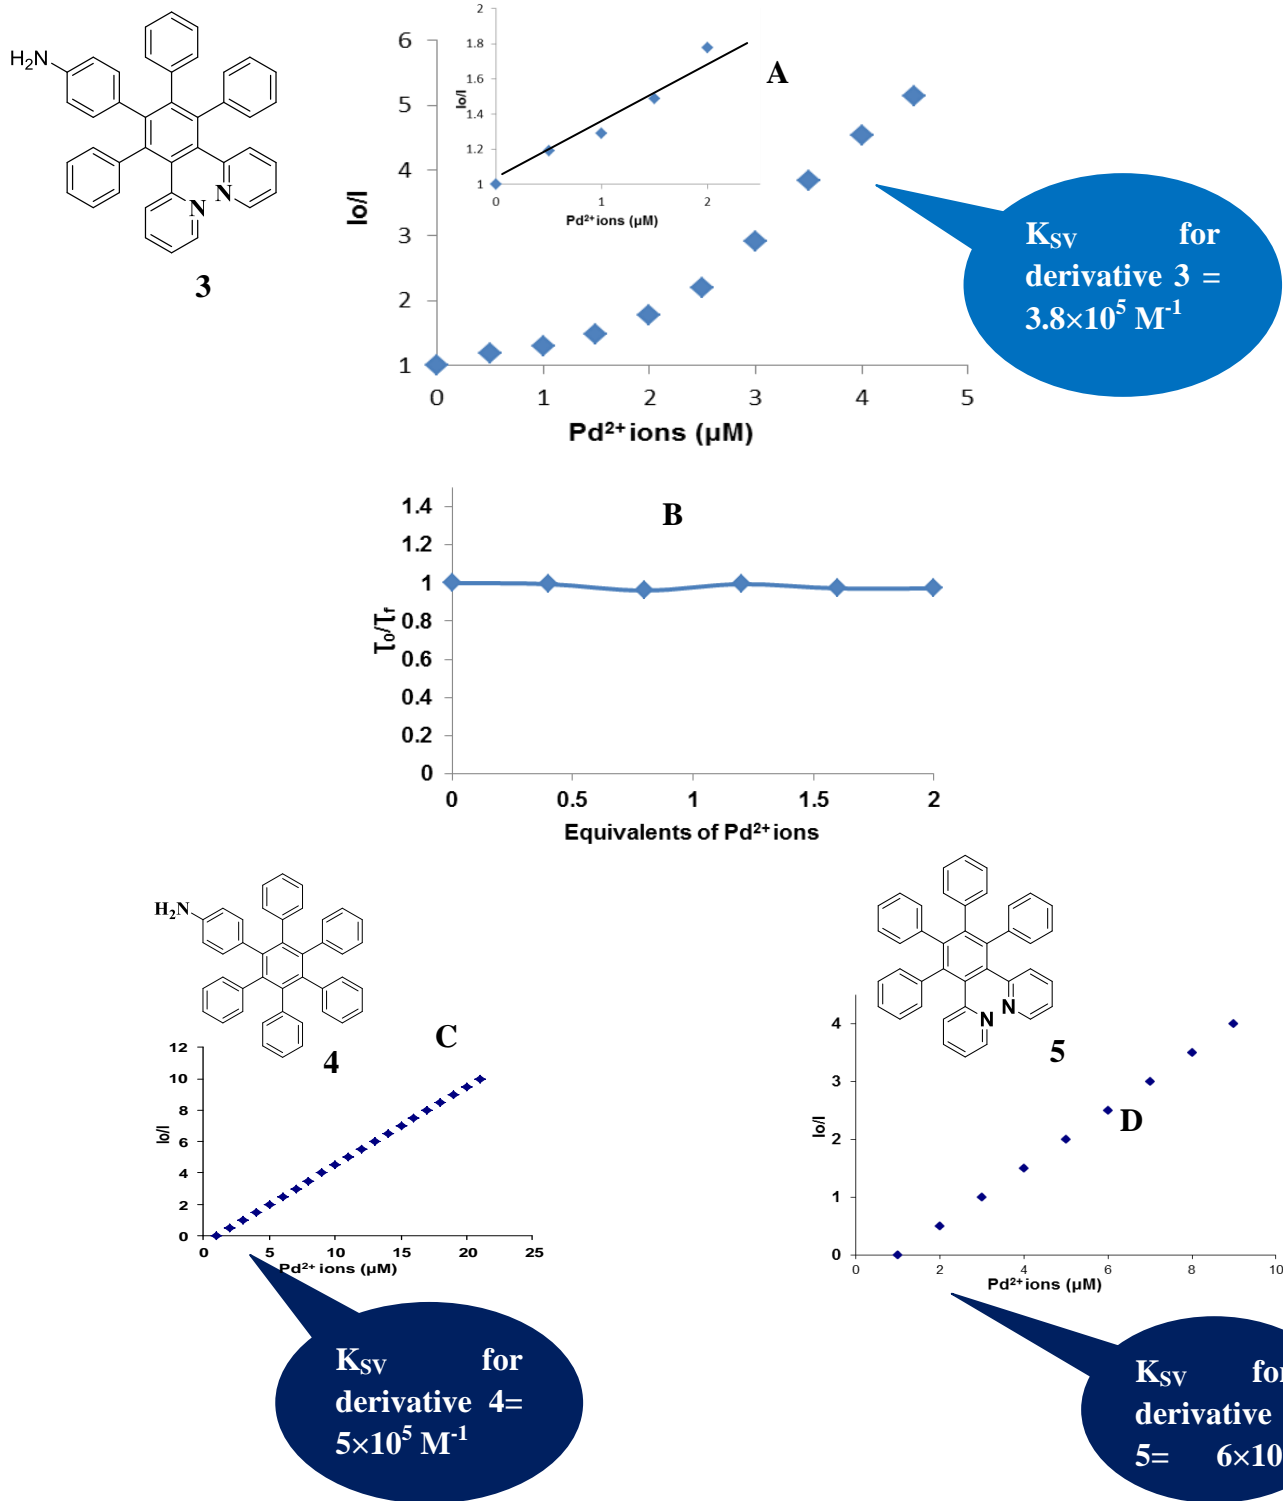 H2N
N
N
3
A
Io/I
2
1.8
1.6
1.4
1.2
1
0
1
2
Pd²⁺ ions (µM)
Io/I
6
5
4
3
2
1
0
1
2
3
4
5
Pd²⁺ ions (µM)
KSV for
derivative 3 =
3.8×10⁵ M⁻¹
B
τ0/τf
1.4
1.2
1
0.8
0.6
0.4
0.2
0
0
0.5
1
1.5
2
Equivalents of Pd²⁺ ions
H2N
4
C
Io/I
12
10
8
6
4
2
0
0
5
10
15
20
25
Pd²⁺ ions (µM)
KSV for
derivative 4=
5×10⁵ M⁻¹
N
N
5
D
Io/I
4
3
2
1
0
0
2
4
6
8
10
Pd²⁺ ions (µM)
KSV for
derivative
5= 6×10